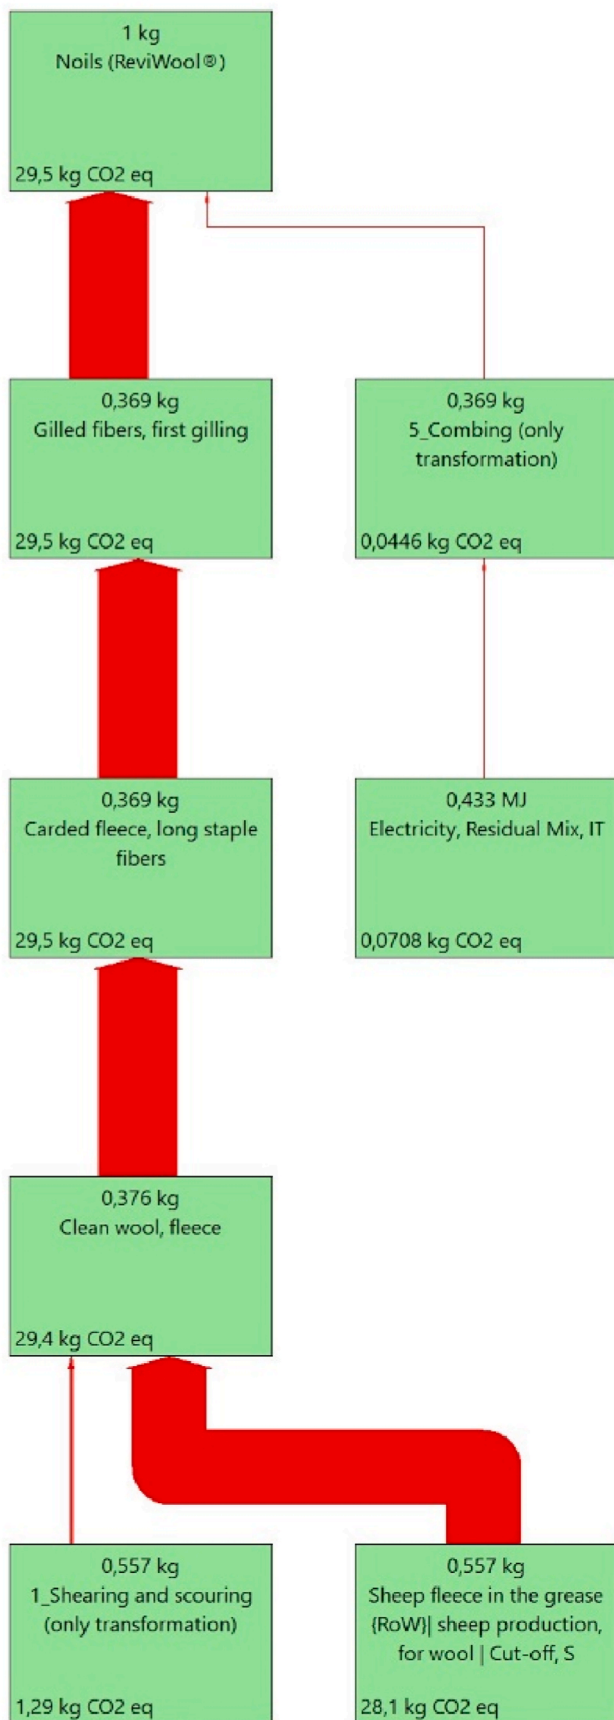 1 kg
Noils (ReviWool®)
29,5 kg CO2 eq
0,369 kg
Gilled fibers, first gilling
29,5 kg CO2 eq
0,369 kg
5_Combing (only
transformation)
0,0446 kg CO2 eq
0,369 kg
Carded fleece, long staple
fibers
29,5 kg CO2 eq
0,433 MJ
Electricity, Residual Mix, IT
0,0708 kg CO2 eq
0,376 kg
Clean wool, fleece
29,4 kg CO2 eq
0,557 kg
1_Shearing and scouring
(only transformation)
1,29 kg CO2 eq
0,557 kg
Sheep fleece in the grease
{RoW}| sheep production,
for wool | Cut-off, S
28,1 kg CO2 eq